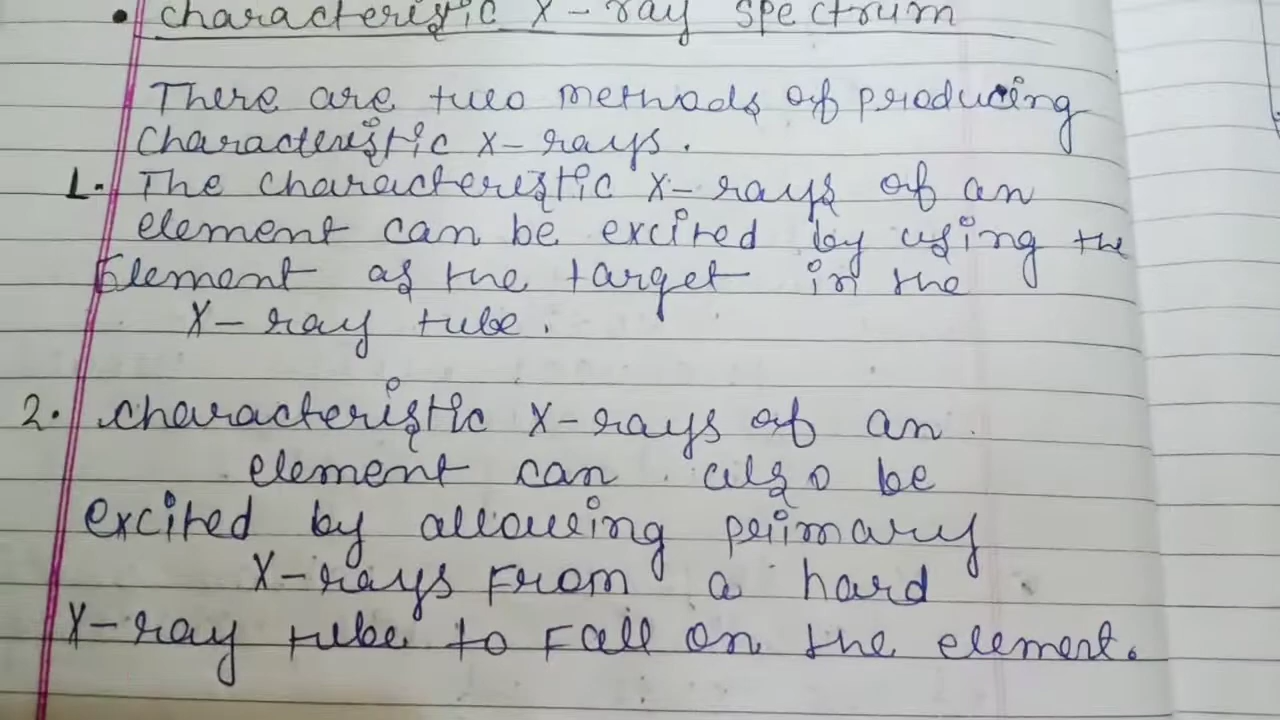 • characteristic X-ray spectrum
There are two methods of producing
characteristic X-rays.
1. The characteristic X-rays of an
element can be excited by using the
Element as the target in the
X-ray tube.
2. characteristic X-rays of an
element can also be
excited by allowing primary
X-rays From a hard
X-ray tube to Fall on the element.